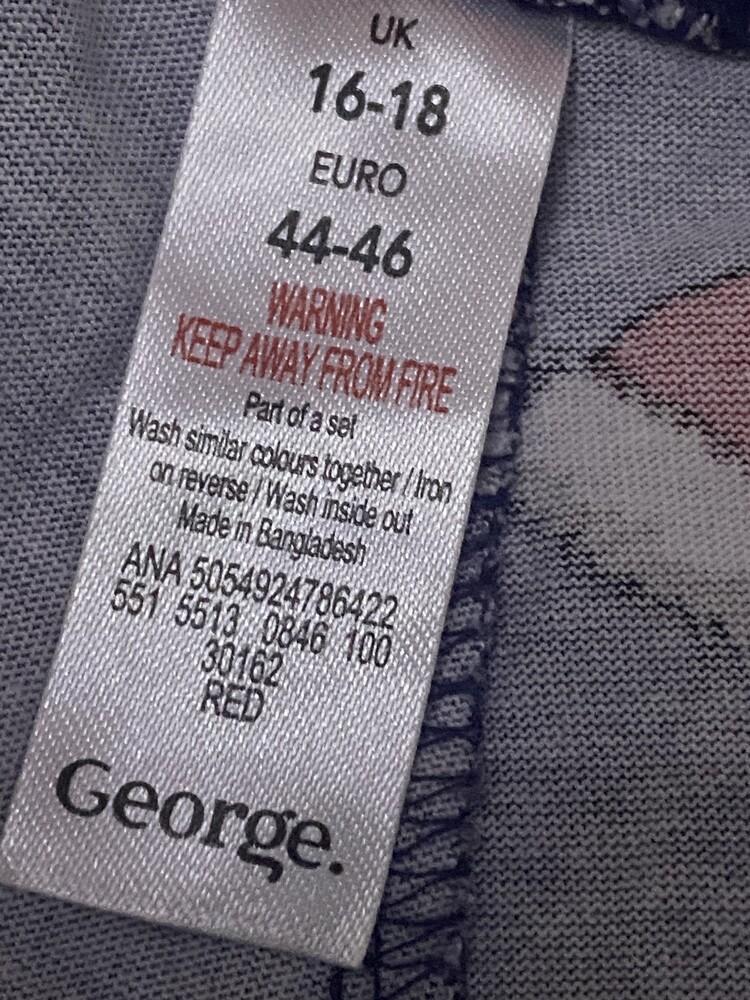 UK
16-18
EURO
44-46
WARNING
KEEP AWAY FROM FIRE
Part of a set
Wash similar colours together / Iron
on reverse / Wash inside out
Made in Bangladesh
ANA 5054924786422
551 5513 0846 100
30162
RED
George.